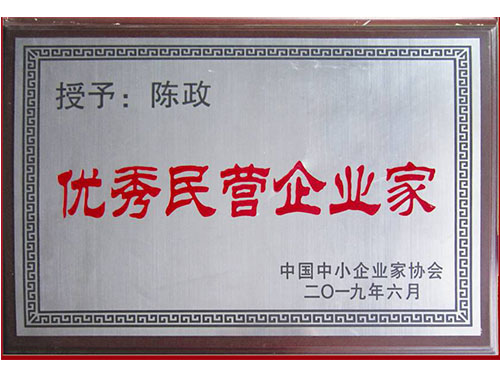 授予：陈政
优秀民营企业家
中国中小企业家协会
二〇一九年六月